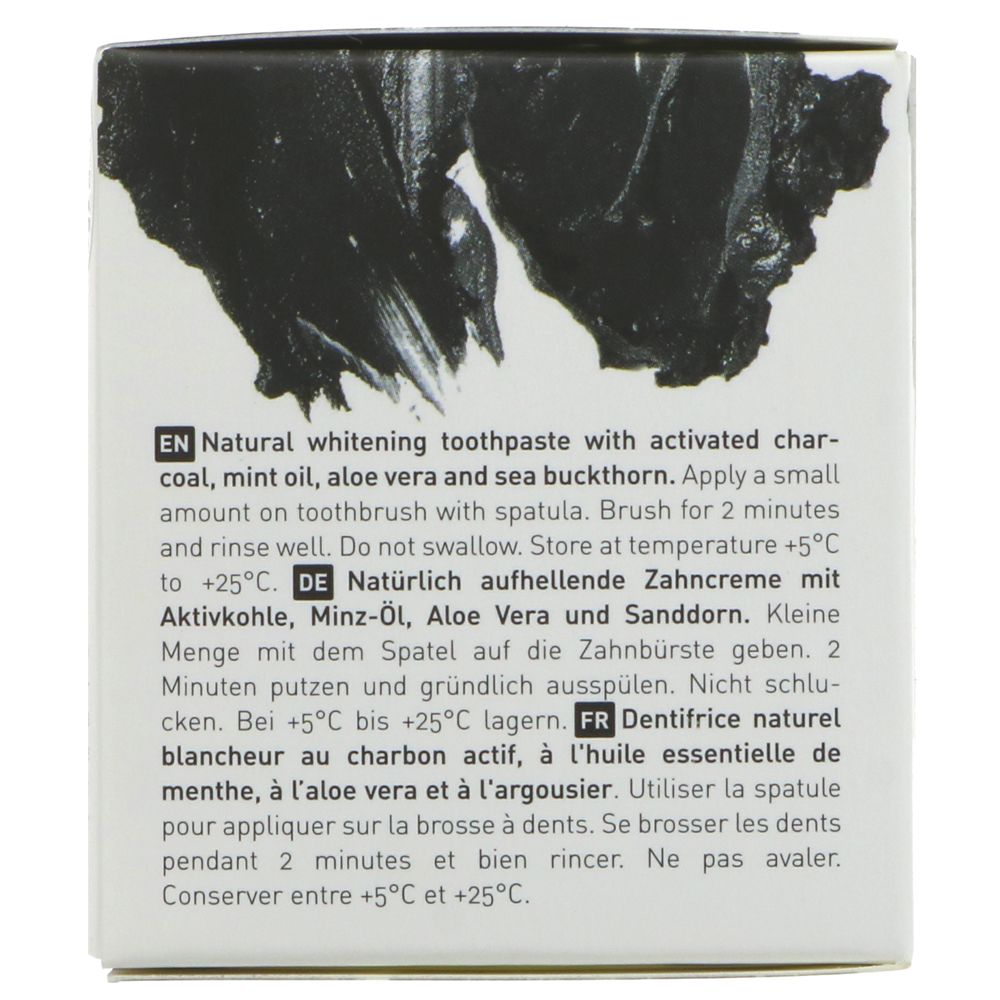 EN Natural whitening toothpaste with activated char-
coal, mint oil, aloe vera and sea buckthorn. Apply a small
amount on toothbrush with spatula. Brush for 2 minutes
and rinse well. Do not swallow. Store at temperature +5°C
to +25°C. DE Natürlich aufhellende Zahncreme mit
Aktivkohle, Minz-Öl, Aloe Vera und Sanddorn. Kleine
Menge mit dem Spatel auf die Zahnbürste geben. 2
Minuten putzen und gründlich ausspülen. Nicht schlu-
cken. Bei +5°C bis +25°C lagern. FR Dentifrice naturel
blancheur au charbon actif, à l'huile essentielle de
menthe, à l’aloe vera et à l'argousier. Utiliser la spatule
pour appliquer sur la brosse à dents. Se brosser les dents
pendant 2 minutes et bien rincer. Ne pas avaler.
Conserver entre +5°C et +25°C.